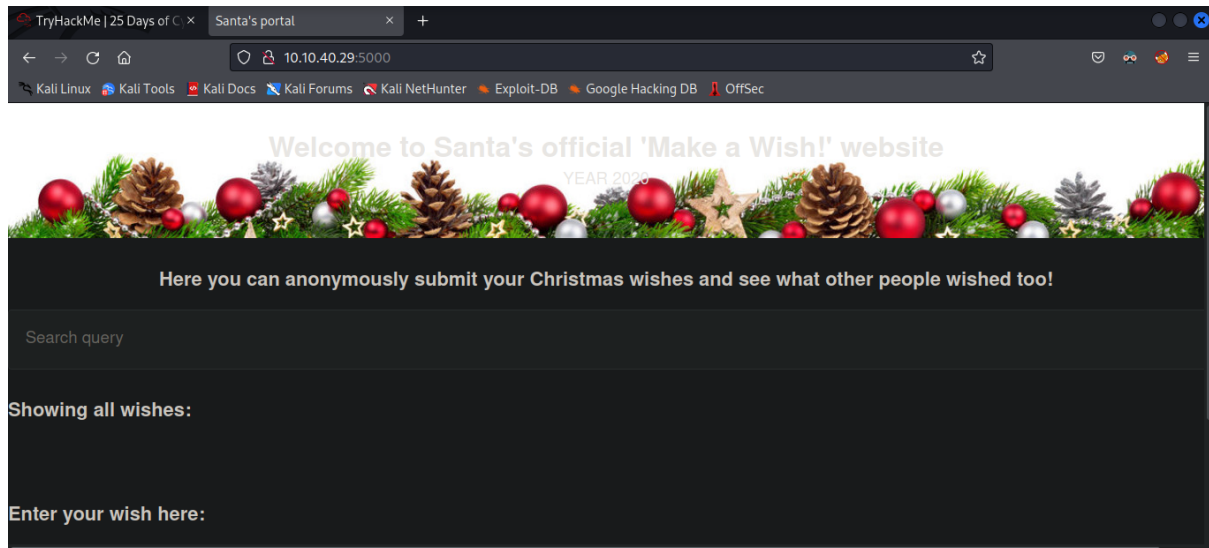 TryHackMe | 25 Days of Cy
Santa's portal
10.10.40.29:5000
Kali Linux Kali Tools Kali Docs Kali Forums Kali NetHunter Exploit-DB Google Hacking DB OffSec
Welcome to Santa's official 'Make a Wish!' website
YEAR 2020
Here you can anonymously submit your Christmas wishes and see what other people wished too!
Search query
Showing all wishes:
Enter your wish here: